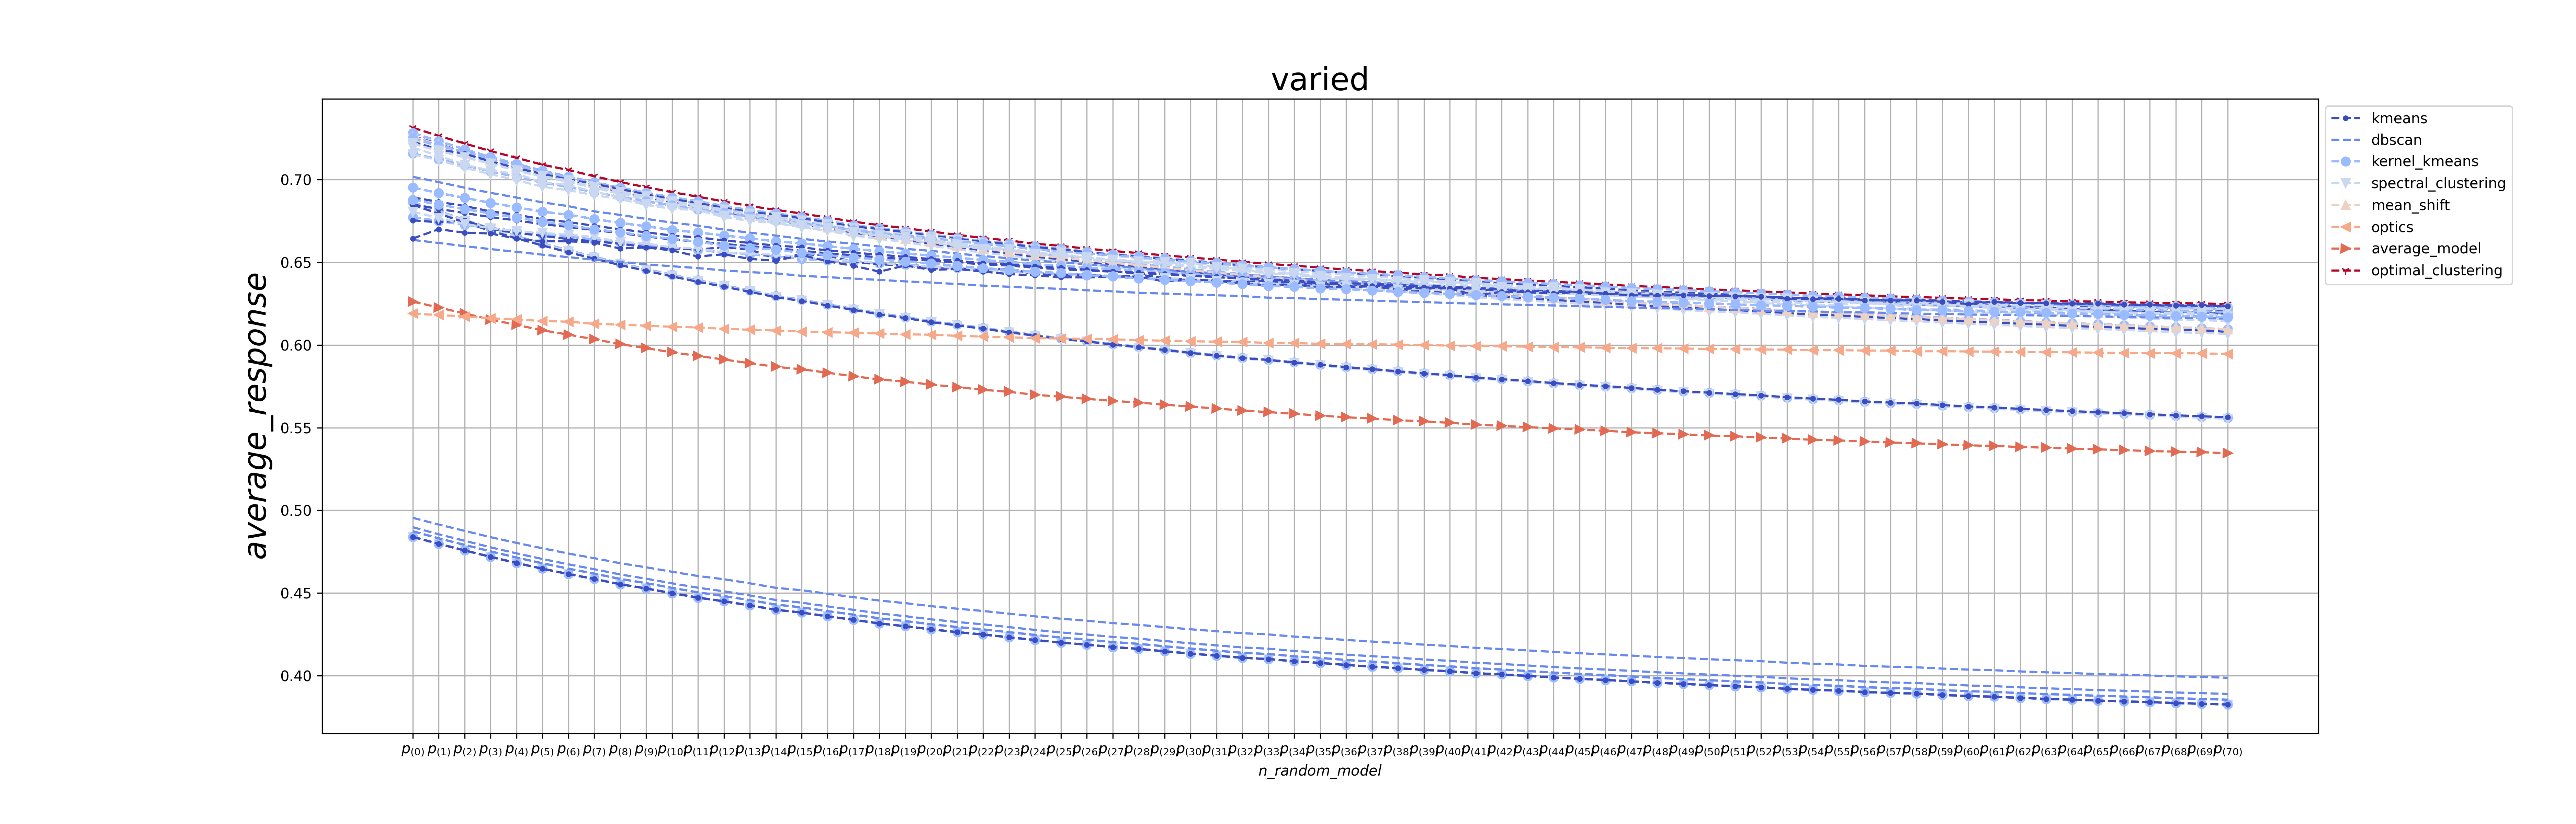 varied
average_response
0.70
0.65
0.60
0.55
0.50
0.45
0.40
p(0) p(1) p(2) p(3) p(4) p(5) p(6) p(7) p(8) p(9) p(10) p(11) p(12) p(13) p(14) p(15) p(16) p(17) p(18) p(19) p(20) p(21) p(22) p(23) p(24) p(25) p(26) p(27) p(28) p(29) p(30) p(31) p(32) p(33) p(34) p(35) p(36) p(37) p(38) p(39) p(40) p(41) p(42) p(43) p(44) p(45) p(46) p(47) p(48) p(49) p(50) p(51) p(52) p(53) p(54) p(55) p(56) p(57) p(58) p(59) p(60) p(61) p(62) p(63) p(64) p(65) p(66) p(67) p(68) p(69) p(70)
n_random_model
kmeans
dbscan
kernel_kmeans
spectral_clustering
mean_shift
optics
average_model
optimal_clustering